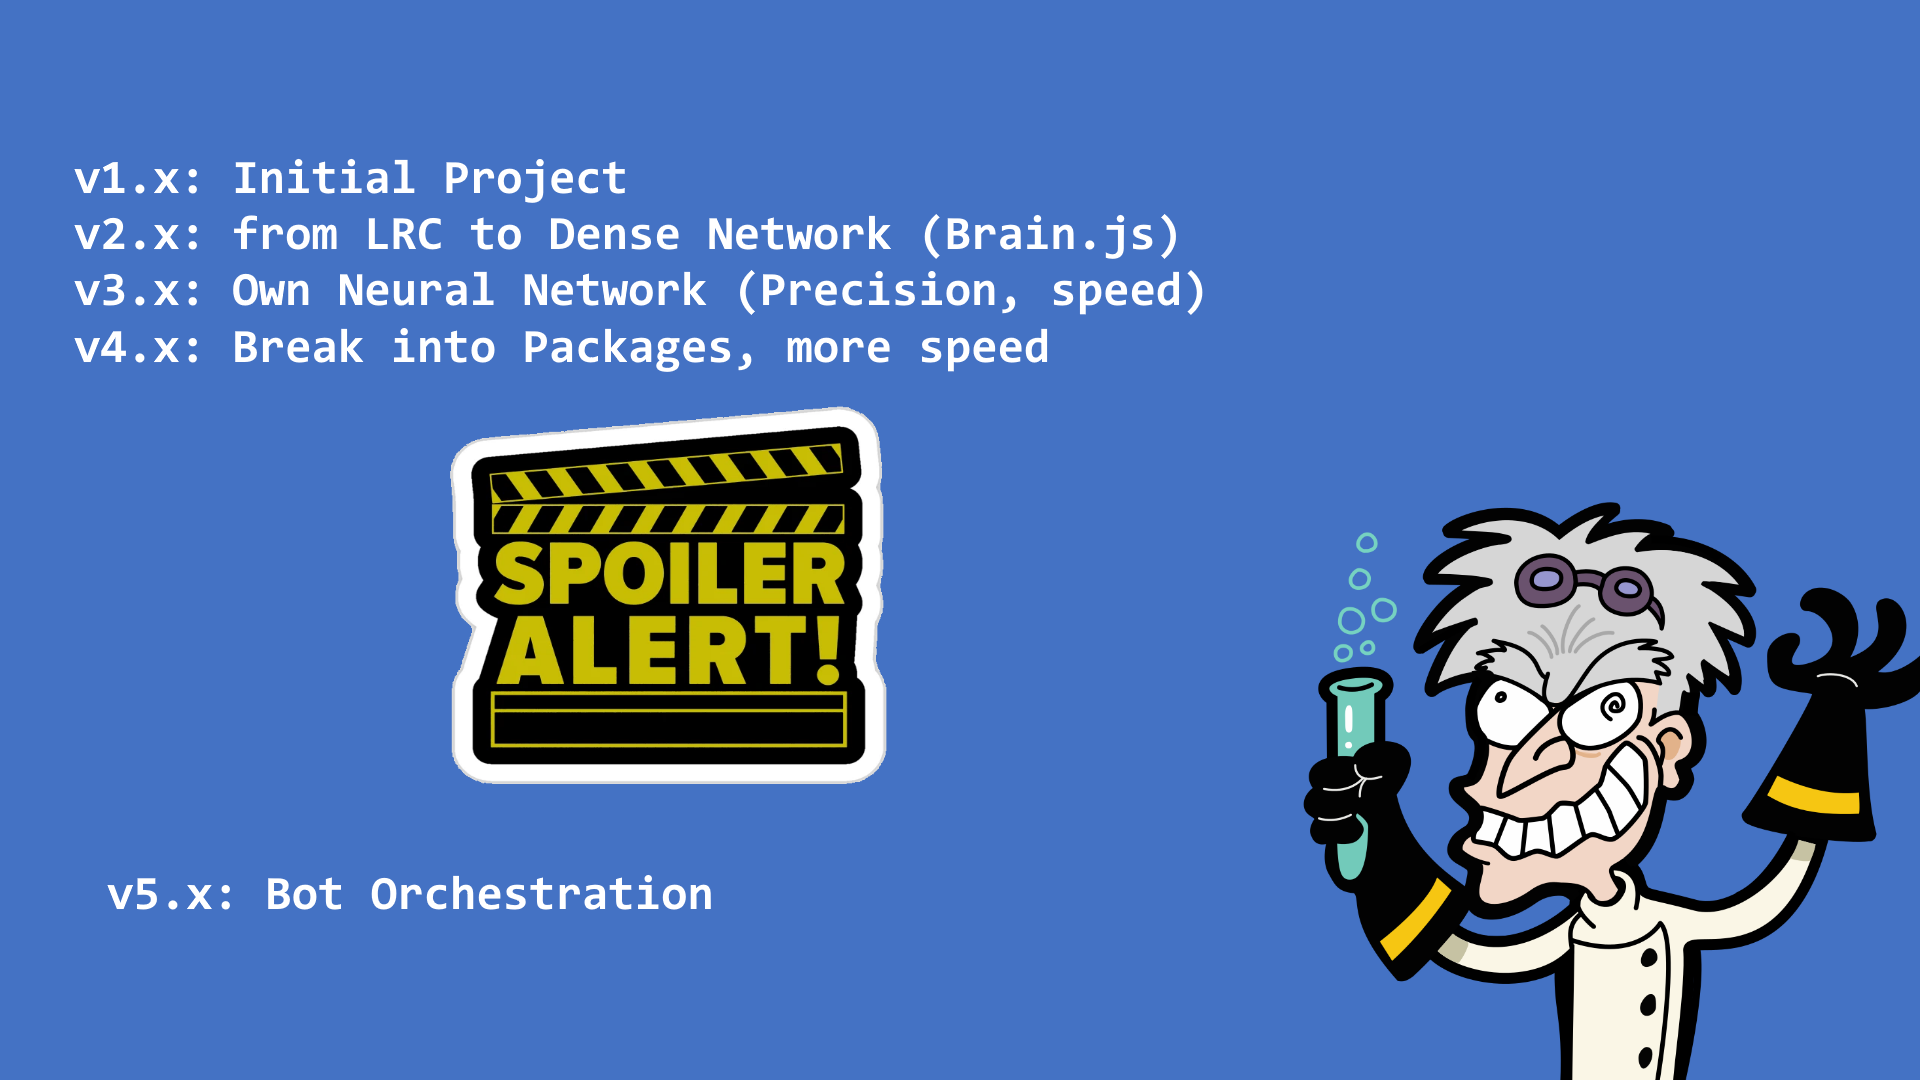 v1.x: Initial Project
v2.x: from LRC to Dense Network (Brain.js)
v3.x: Own Neural Network (Precision, speed)
v4.x: Break into Packages, more speed
SPOILER
ALERT!
v5.x: Bot Orchestration